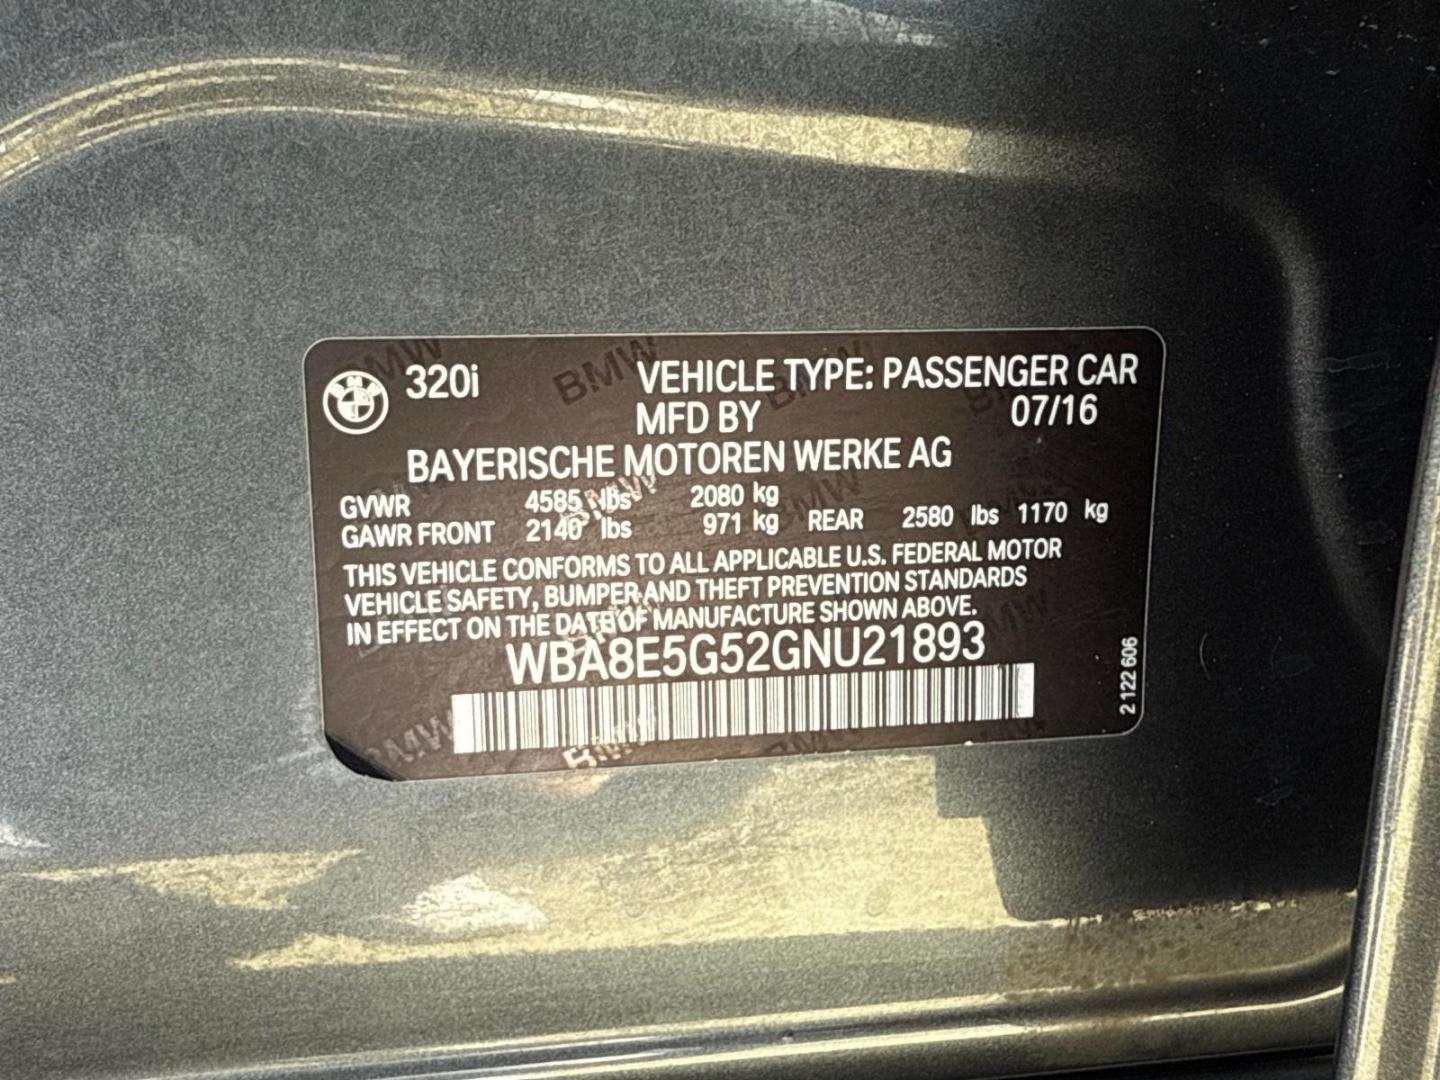 320i VEHICLE TYPE: PASSENGER CAR
MFD BY 07/16
BAYERISCHE MOTOREN WERKE AG
GVWR 4585 lbs 2080 kg
GAWR FRONT 2140 lbs 971 kg REAR 2580 lbs 1170 kg
THIS VEHICLE CONFORMS TO ALL APPLICABLE U.S. FEDERAL MOTOR
VEHICLE SAFETY, BUMPER AND THEFT PREVENTION STANDARDS
IN EFFECT ON THE DATE OF MANUFACTURE SHOWN ABOVE.
WBA8E5G52GNU21893
2 122 606